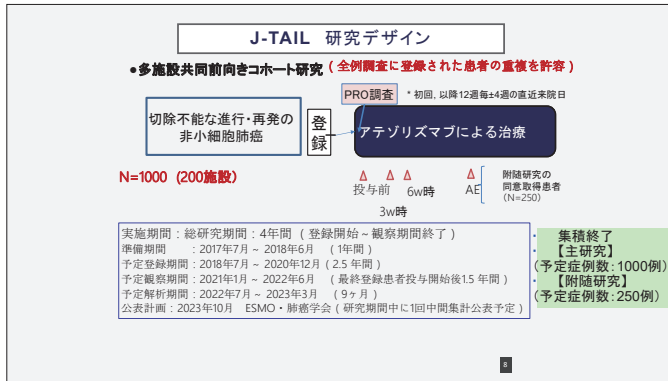 J-TAIL 研究デザイン
•多施設共同前向きコホート研究 ( 全例調査に登録された患者の重複を許容 )
PRO調査 * 初回, 以降12週毎±4週の直近来院日
切除不能な進行・再発の
非小細胞肺癌
登録
アテゾリズマブによる治療
N=1000 (200施設)
投与前 6w時 AE
3w時
附随研究の
同意取得患者
(N=250)
実施期間：総研究期間：4年間 ( 登録開始～観察期間終了 )
準備期間 ：2017年7月～2018年6月 (1年間 )
予定登録期間：2018年7月～2020年12月 ( 2.5 年間 )
予定観察期間：2021年1月～2022年6月 ( 最終登録患者投与開始後1.5 年間 )
予定解析期間：2022年7月～2023年3月 ( 9ヶ月 )
公表計画：2023年10月 ESMO・肺癌学会 ( 研究期間中に1回中間集計公表予定 )
・ 集積終了
・ 【主研究】
(予定症例数：1000例)
・ 【附随研究】
(予定症例数：250例)
8